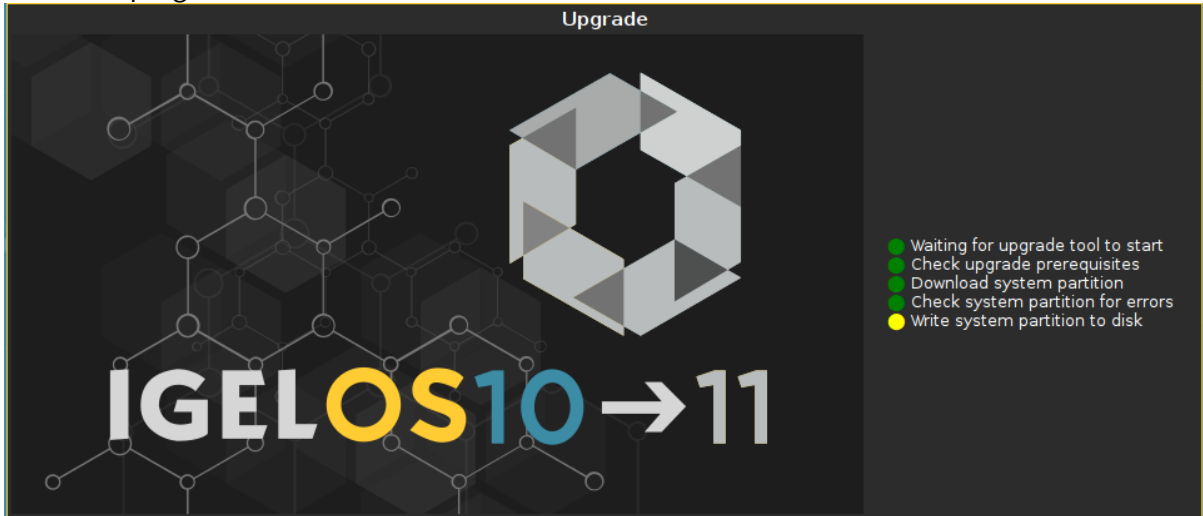 Upgrade
Waiting for upgrade tool to start
Check upgrade prerequisites
Download system partition
Check system partition for errors
Write system partition to disk
IGELOS10→11